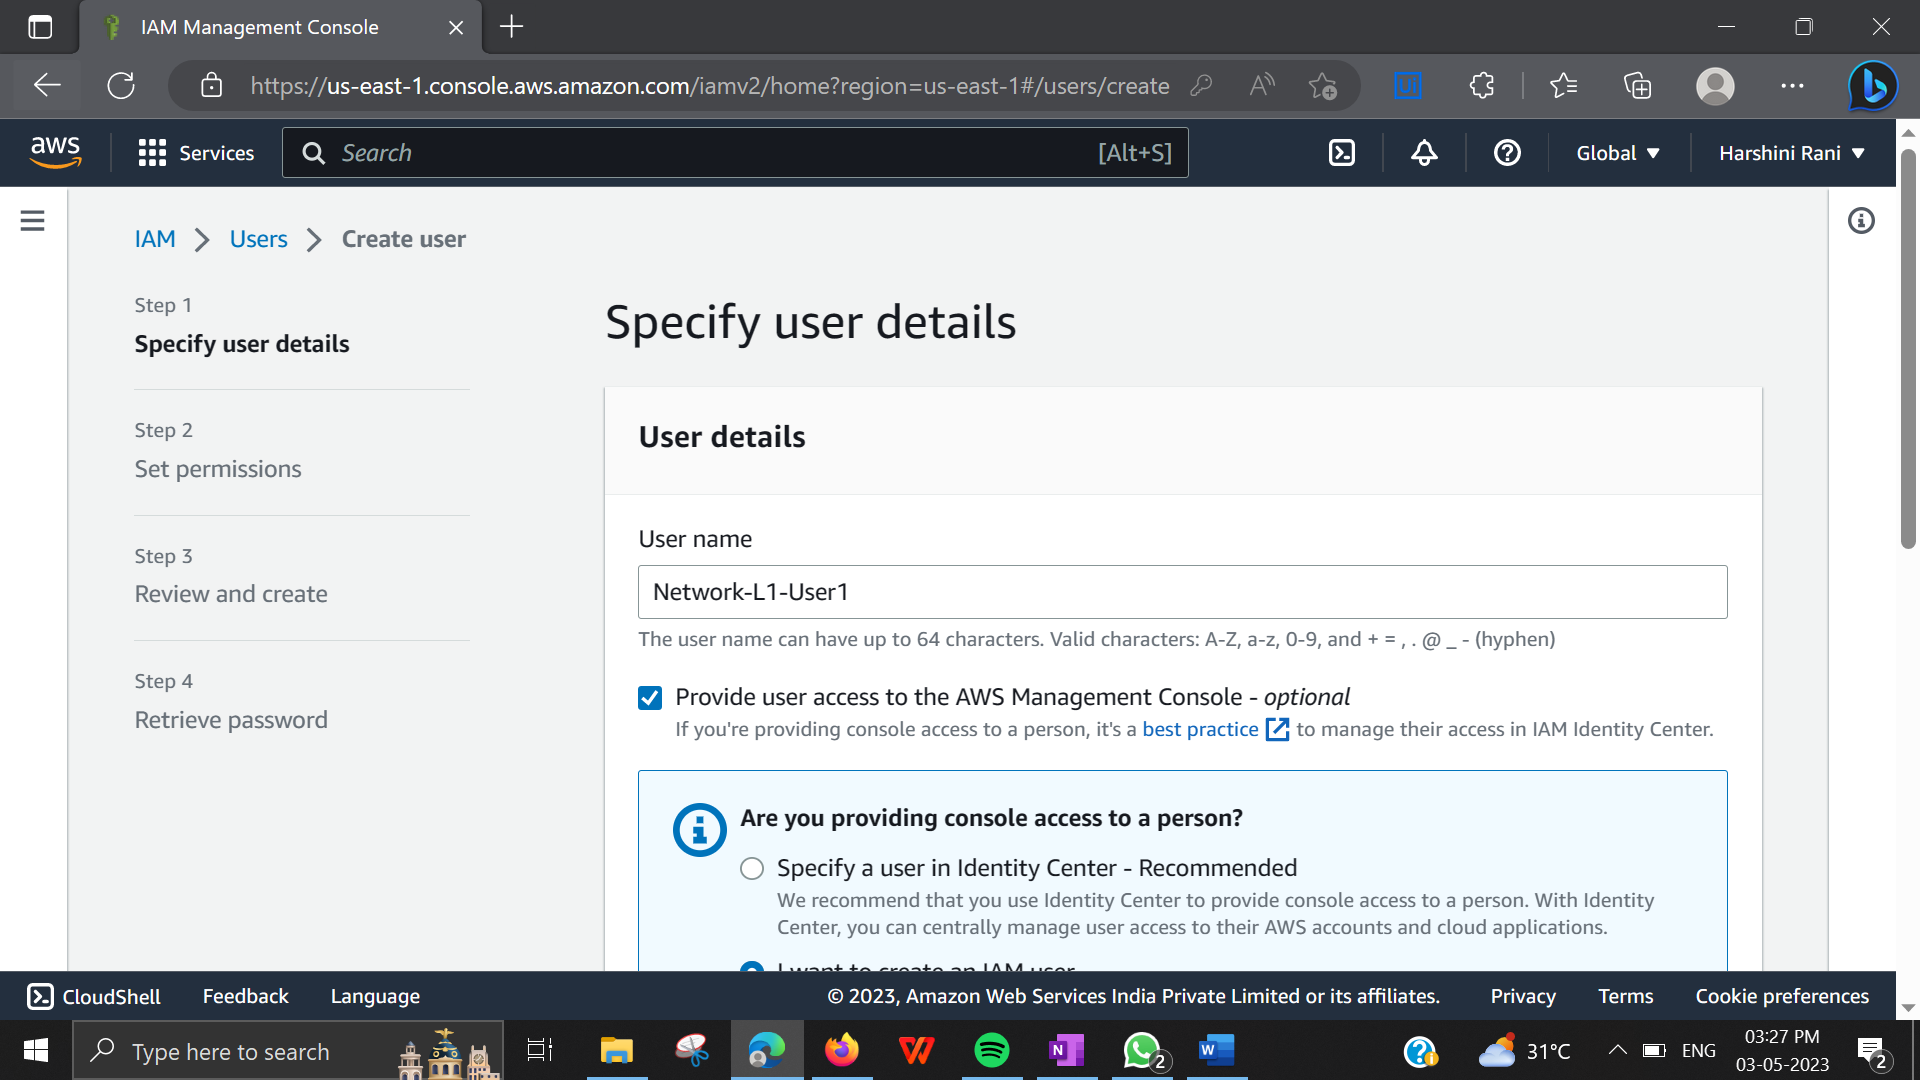 IAM Management Console
https://us-east-1.console.aws.amazon.com/iamv2/home?region=us-east-1#/users/create
aws
Services
Search
[Alt+S]
Global
Harshini Rani
IAM
Users
Create user
Step 1
Specify user details
Step 2
Set permissions
Step 3
Review and create
Step 4
Retrieve password
Specify user details
User details
User name
Network-L1-User1
The user name can have up to 64 characters. Valid characters: A-Z, a-z, 0-9, and + = , . @ _ - (hyphen)
Provide user access to the AWS Management Console - optional
If you're providing console access to a person, it's a best practice to manage their access in IAM Identity Center.
Are you providing console access to a person?
Specify a user in Identity Center - Recommended
We recommend that you use Identity Center to provide console access to a person. With Identity
Center, you can centrally manage user access to their AWS accounts and cloud applications.
I want to create an IAM user
CloudShell
Feedback
Language
© 2023, Amazon Web Services India Private Limited or its affiliates.
Privacy
Terms
Cookie preferences
Type here to search
2
31°C
ENG
03:27 PM
03-05-2023
2